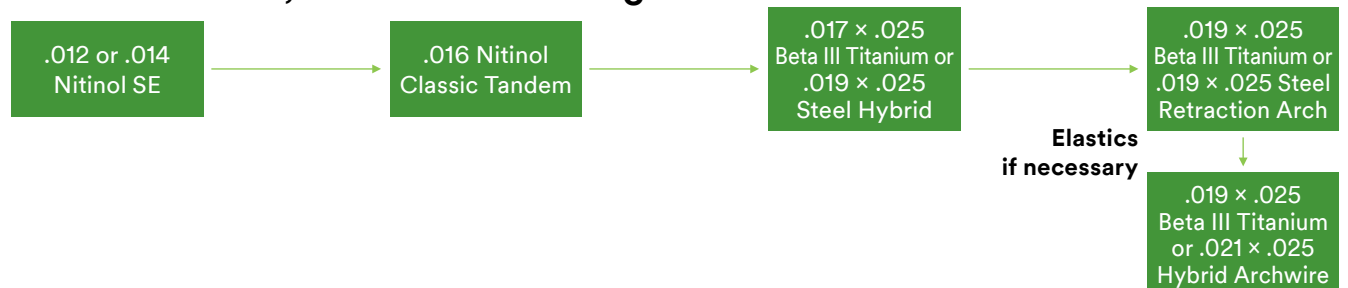 .012 or .014
Nitinol SE
.016 Nitinol
Classic Tandem
.017 × .025
Beta III Titanium or
.019 × .025
Steel Hybrid
.019 × .025
Beta III Titanium or
.019 × .025 Steel
Retraction Arch
Elastics
if necessary
.019 × .025
Beta III Titanium
or .021 × .025
Hybrid Archwire